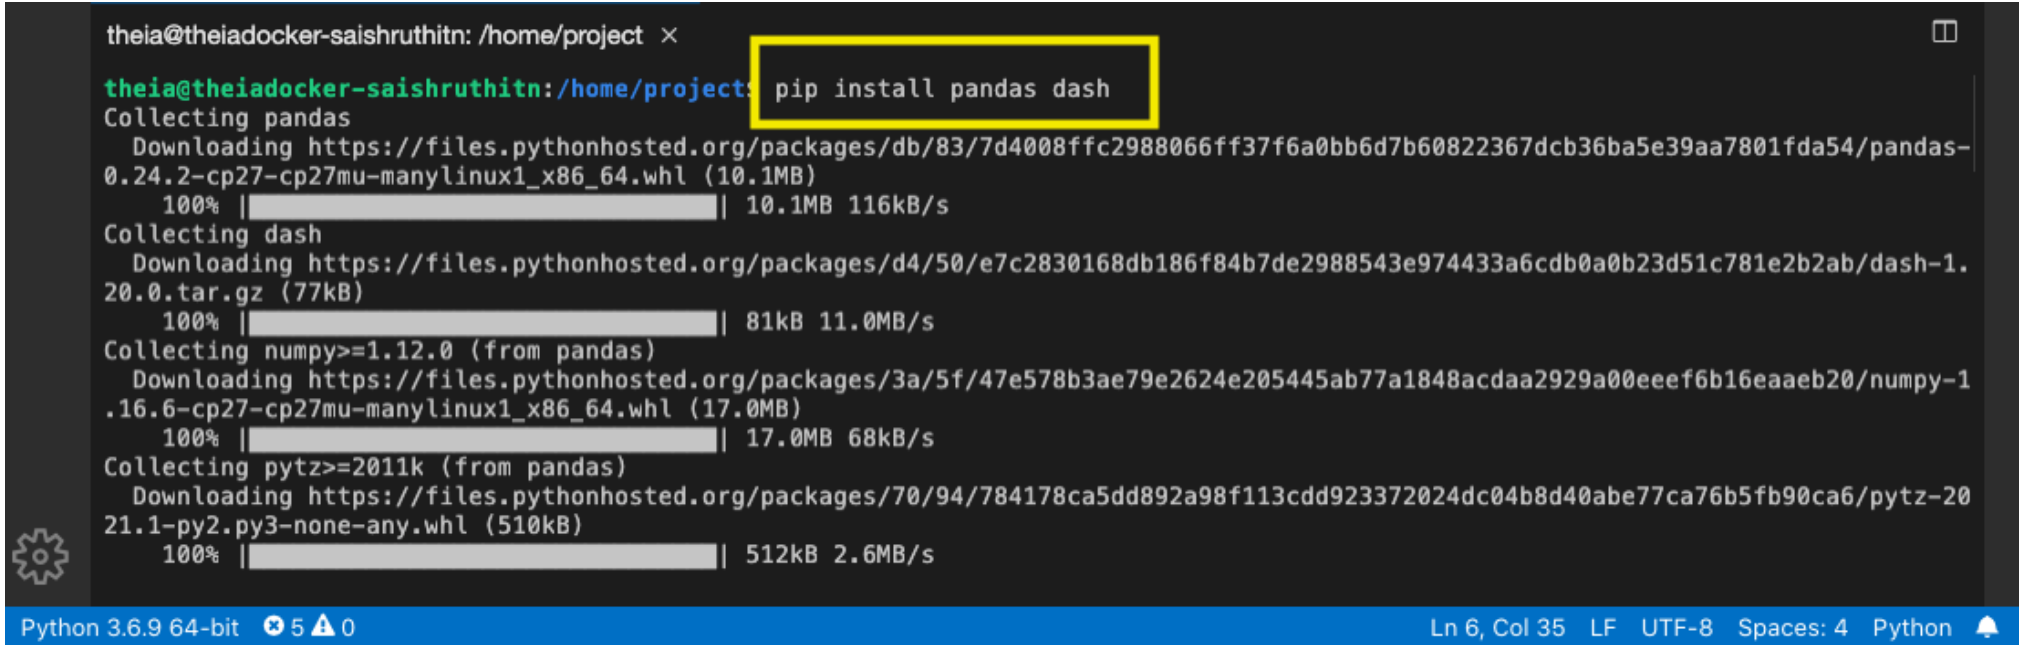 theia@theiadocker-saishruthitn: /home/project ×
theia@theiadocker-saishruthitn:/home/project$ pip install pandas dash
Collecting pandas
Downloading https://files.pythonhosted.org/packages/db/83/7d4008ffc2988066ff37f6a0bb6d7b60822367dcb36ba5e39aa7801fda54/pandas-
0.24.2-cp27-cp27mu-manylinux1_x86_64.whl (10.1MB)
100% || 10.1MB 116kB/s
Collecting dash
Downloading https://files.pythonhosted.org/packages/d4/50/e7c2830168db186f84b7de2988543e974433a6cdb0a0b23d51c781e2b2ab/dash-1.
20.0.tar.gz (77kB)
100% || 81kB 11.0MB/s
Collecting numpy>=1.12.0 (from pandas)
Downloading https://files.pythonhosted.org/packages/3a/5f/47e578b3ae79e2624e205445ab77a1848acdaa2929a00eeef6b16eaaeb20/numpy-1
.16.6-cp27-cp27mu-manylinux1_x86_64.whl (17.0MB)
100% || 17.0MB 68kB/s
Collecting pytz>=2011k (from pandas)
Downloading https://files.pythonhosted.org/packages/70/94/784178ca5dd892a98f113cdd923372024dc04b8d40abe77ca76b5fb90ca6/pytz-20
21.1-py2.py3-none-any.whl (510kB)
100% || 512kB 2.6MB/s
Python 3.6.9 64-bit 5 0 Ln 6, Col 35 LF UTF-8 Spaces: 4 Python